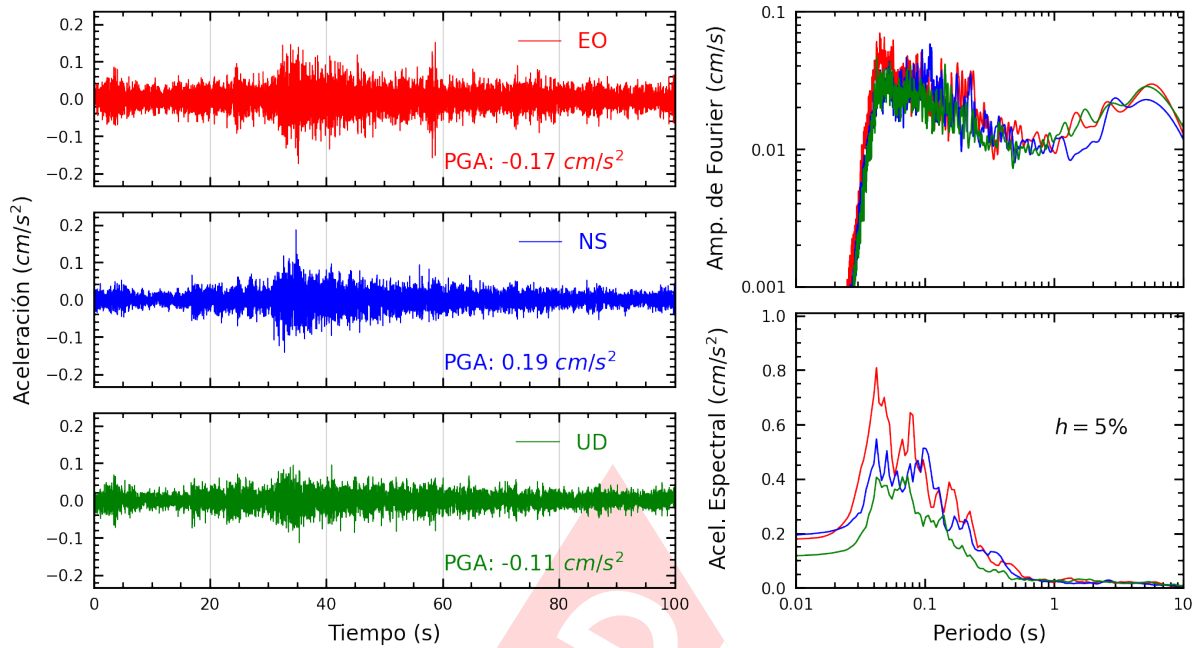 Aceleración (cm/s²)
0.2
0.1
0.0
−0.1
−0.2
EO
PGA: -0.17 cm/s²
0.2
0.1
0.0
−0.1
−0.2
NS
PGA: 0.19 cm/s²
0.2
0.1
0.0
−0.1
−0.2
UD
PGA: -0.11 cm/s²
0 20 40 60 80 100
Tiempo (s)
Amp. de Fourier (cm/s)
0.1
0.01
0.001
Acel. Espectral (cm/s²)
1.0
0.8
0.6
0.4
0.2
0.0
h = 5%
0.01 0.1 1 10
Periodo (s)